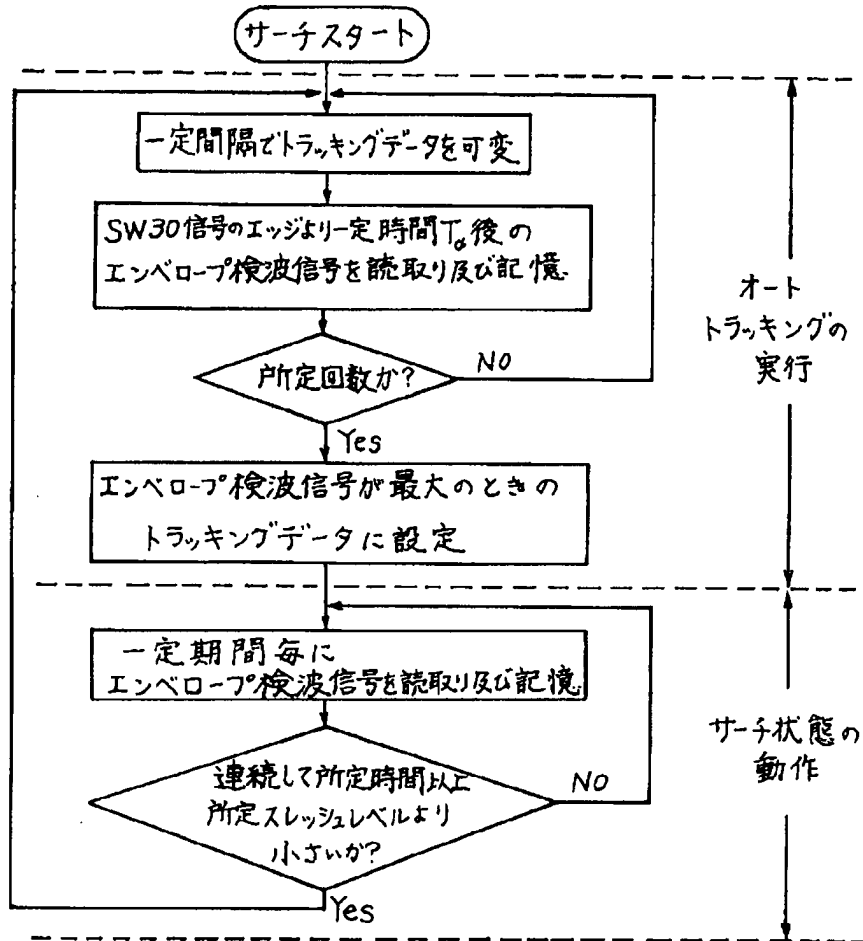 サーチスタート
一定間隔でトラッキングデータを可変
SW30信号のエッジより一定時間Td後の
エンベロープ検波信号を読取り及び記憶
所定回数か?
NO
Yes
エンベロープ検波信号が最大のときの
トラッキングデータに設定
オート
トラッキングの
実行
一定期間毎に
エンベロープ検波信号を読取り及び記憶
連続して所定時間以上
所定スレッシュレベルより
小さいか?
NO
Yes
サーチ状態の
動作